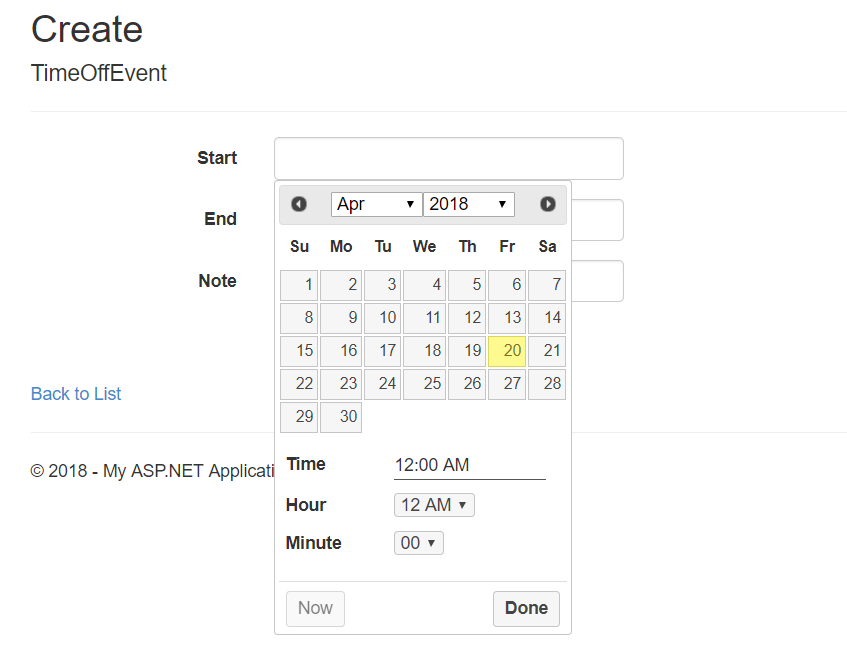 Create
TimeOffEvent
Start
Apr 2018
End
Su Mo Tu We Th Fr Sa
Note
1 2 3 4 5 6 7
8 9 10 11 12 13 14
15 16 17 18 19 20 21
22 23 24 25 26 27 28
Back to List
29 30
© 2018 - My ASP.NET Applicati
Time 12:00 AM
Hour 12 AM
Minute 00
Now Done